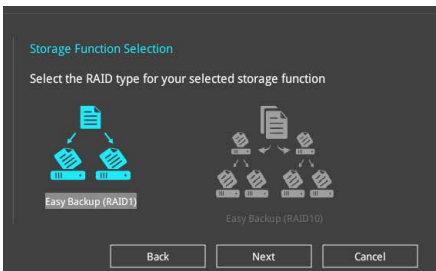 Storage Function Selection
Select the RAID type for your selected storage function
Easy Backup (RAID1)
Easy Backup (RAID10)
Back
Next
Cancel